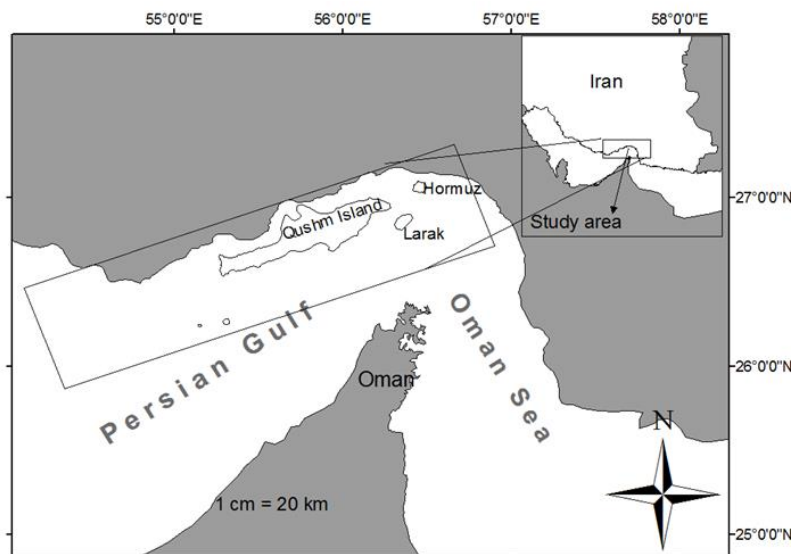 55°0'0"E 56°0'0"E 57°0'0"E 58°0'0"E
Iran
Study area
27°0'0"N
Hormuz
Qushm Island
Larak
Persian Gulf
Oman Sea
26°0'0"N
Oman
N
1 cm = 20 km
25°0'0"N